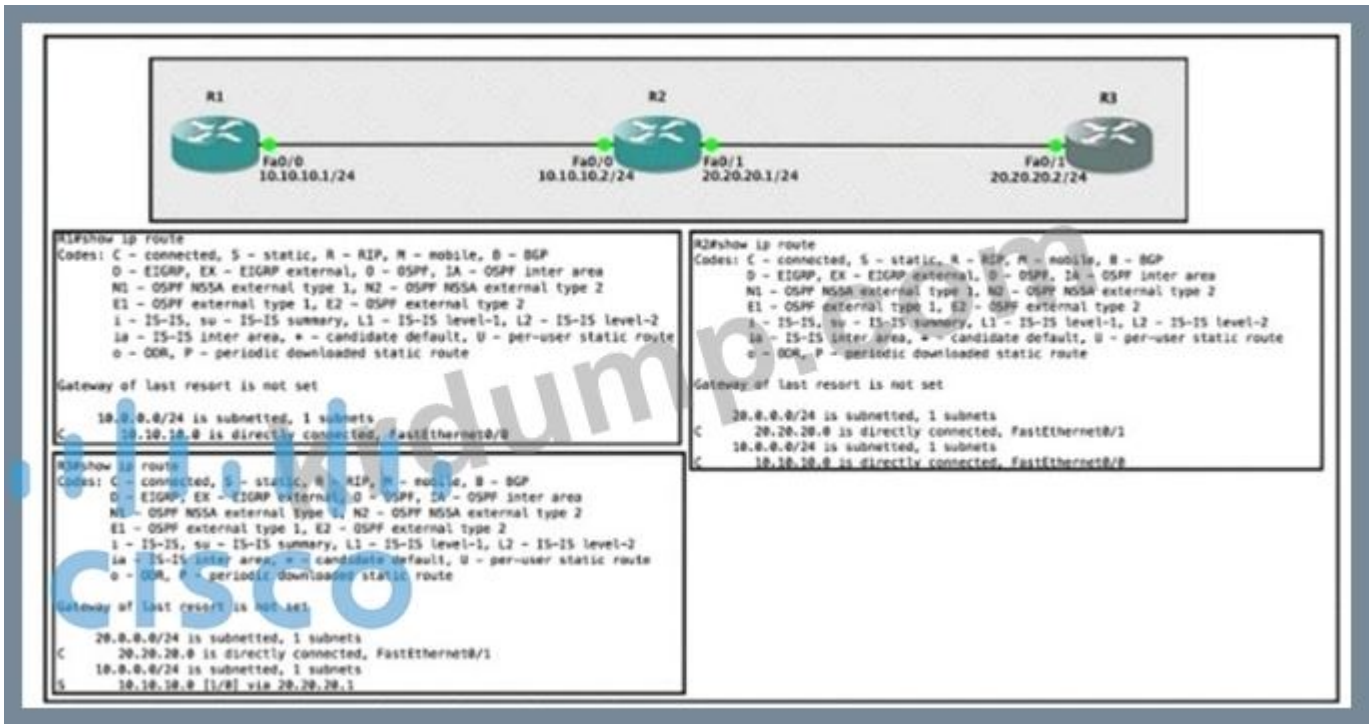 R1
R2
R3
Fa0/0
10.10.10.1/24
Fa0/0
10.10.10.2/24
Fa0/1
20.20.20.1/24
Fa0/1
20.20.20.2/24
R1#show ip route
Codes: C - connected, S - static, R - RIP, M - mobile, B - BGP
D - EIGRP, EX - EIGRP external, O - OSPF, IA - OSPF inter area
N1 - OSPF NSSA external type 1, N2 - OSPF NSSA external type 2
E1 - OSPF external type 1, E2 - OSPF external type 2
i - IS-IS, su - IS-IS summary, L1 - IS-IS level-1, L2 - IS-IS level-2
ia - IS-IS inter area, * - candidate default, U - per-user static route
o - ODR, P - periodic downloaded static route
Gateway of last resort is not set
10.0.0.0/24 is subnetted, 1 subnets
C 10.10.10.0 is directly connected, FastEthernet0/0
R2#show ip route
Codes: C - connected, S - static, R - RIP, M - mobile, B - BGP
D - EIGRP, EX - EIGRP external, O - OSPF, IA - OSPF inter area
N1 - OSPF NSSA external type 1, N2 - OSPF NSSA external type 2
E1 - OSPF external type 1, E2 - OSPF external type 2
i - IS-IS, su - IS-IS summary, L1 - IS-IS level-1, L2 - IS-IS level-2
ia - IS-IS inter area, * - candidate default, U - per-user static route
o - ODR, P - periodic downloaded static route
Gateway of last resort is not set
20.0.0.0/24 is subnetted, 1 subnets
C 20.20.20.0 is directly connected, FastEthernet0/1
10.0.0.0/24 is subnetted, 1 subnets
C 10.10.10.0 is directly connected, FastEthernet0/0
R3#show ip route
Codes: C - connected, S - static, R - RIP, M - mobile, B - BGP
D - EIGRP, EX - EIGRP external, O - OSPF, IA - OSPF inter area
N1 - OSPF NSSA external type 1, N2 - OSPF NSSA external type 2
E1 - OSPF external type 1, E2 - OSPF external type 2
i - IS-IS, su - IS-IS summary, L1 - IS-IS level-1, L2 - IS-IS level-2
ia - IS-IS inter area, * - candidate default, U - per-user static route
o - ODR, P - periodic downloaded static route
Gateway of last resort is not set
20.0.0.0/24 is subnetted, 1 subnets
C 20.20.20.0 is directly connected, FastEthernet0/1
10.0.0.0/24 is subnetted, 1 subnets
S 10.10.10.0 [1/0] via 20.20.20.1
krdump.com
CISCO